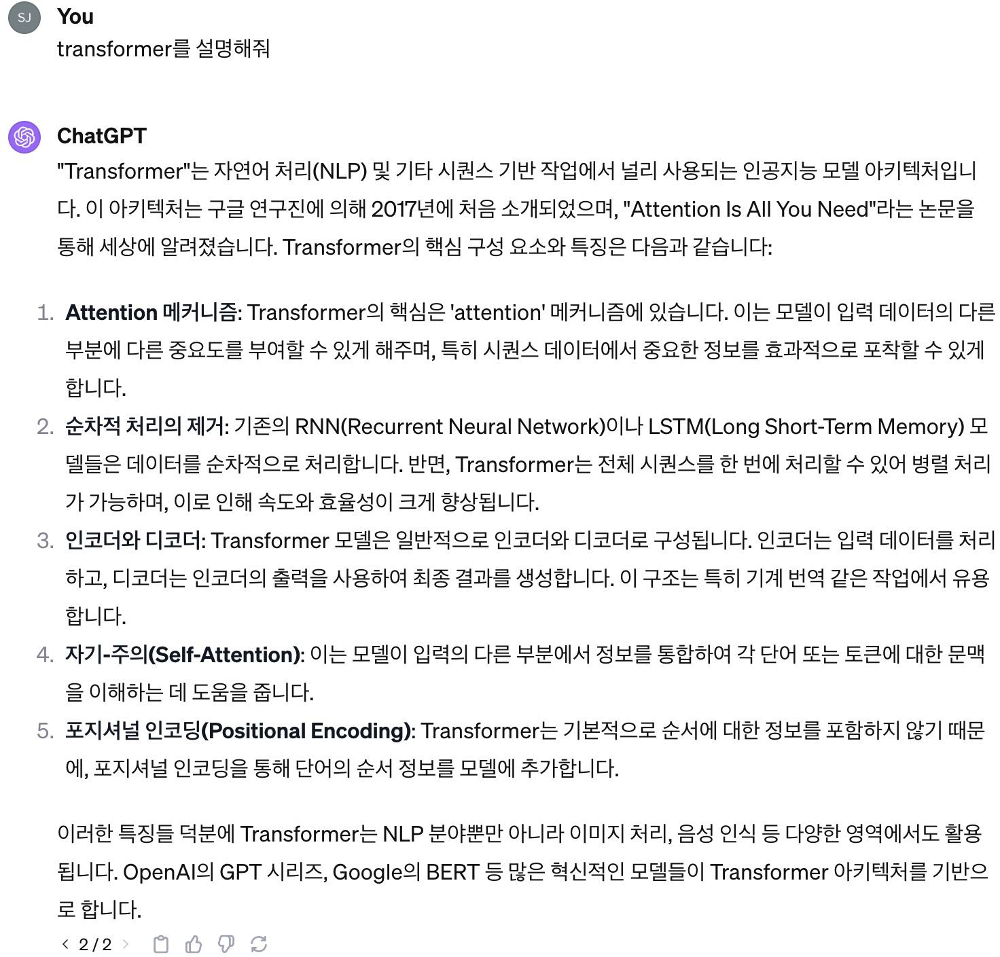 SJ You
transformer를 설명해줘
ChatGPT
"Transformer"는 자연어 처리(NLP) 및 기타 시퀀스 기반 작업에서 널리 사용되는 인공지능 모델 아키텍처입니
다. 이 아키텍처는 구글 연구진에 의해 2017년에 처음 소개되었으며, "Attention Is All You Need"라는 논문을
통해 세상에 알려졌습니다. Transformer의 핵심 구성 요소와 특징은 다음과 같습니다:
1. Attention 메커니즘: Transformer의 핵심은 'attention' 메커니즘에 있습니다. 이는 모델이 입력 데이터의 다른
부분에 다른 중요도를 부여할 수 있게 해주며, 특히 시퀀스 데이터에서 중요한 정보를 효과적으로 포착할 수 있게
합니다.
2. 순차적 처리의 제거: 기존의 RNN(Recurrent Neural Network)이나 LSTM(Long Short-Term Memory) 모
델들은 데이터를 순차적으로 처리합니다. 반면, Transformer는 전체 시퀀스를 한 번에 처리할 수 있어 병렬 처리
가 가능하며, 이로 인해 속도와 효율성이 크게 향상됩니다.
3. 인코더와 디코더: Transformer 모델은 일반적으로 인코더와 디코더로 구성됩니다. 인코더는 입력 데이터를 처리
하고, 디코더는 인코더의 출력을 사용하여 최종 결과를 생성합니다. 이 구조는 특히 기계 번역 같은 작업에서 유용
합니다.
4. 자기-주의(Self-Attention): 이는 모델이 입력의 다른 부분에서 정보를 통합하여 각 단어 또는 토큰에 대한 문맥
을 이해하는 데 도움을 줍니다.
5. 포지셔널 인코딩(Positional Encoding): Transformer는 기본적으로 순서에 대한 정보를 포함하지 않기 때문
에, 포지셔널 인코딩을 통해 단어의 순서 정보를 모델에 추가합니다.
이러한 특징들 덕분에 Transformer는 NLP 분야뿐만 아니라 이미지 처리, 음성 인식 등 다양한 영역에서도 활용
됩니다. OpenAI의 GPT 시리즈, Google의 BERT 등 많은 혁신적인 모델들이 Transformer 아키텍처를 기반으
로 합니다.
< 2 / 2 >